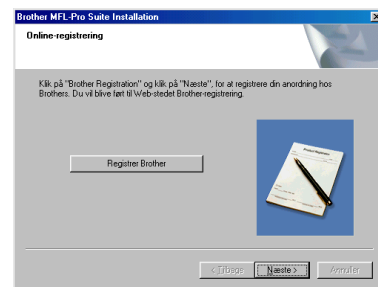 Brother MFL-Pro Suite Installation
Online-registrering
Klik på "Brother Registration" og klik på "Næste", for at registrere din anordning hos
Brothers. Du vil blive ført til Web-stedet Brother-registrering.
Registrer Brother
< Tilbage
Næste >
Annuller